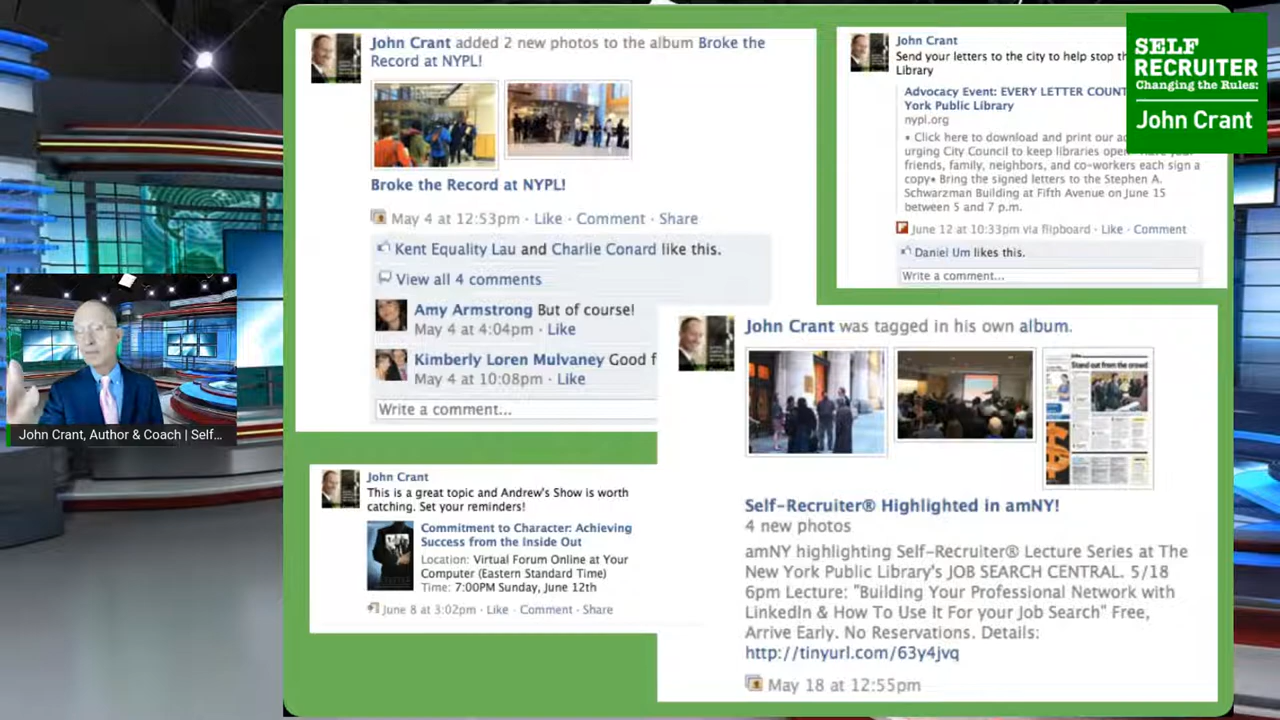 John Crant added 2 new photos to the album Broke the
Record at NYPL!
Broke the Record at NYPL!
May 4 at 12:53pm · Like · Comment · Share
Kent Equality Lau and Charlie Conard like this.
View all 4 comments
Amy Armstrong But of course!
May 4 at 4:04pm · Like
Kimberly Loren Mulvaney Good f
May 4 at 10:08pm · Like
Write a comment...
John Crant
Send your letters to the city to help stop th
Library
Advocacy Event: EVERY LETTER COUNT
York Public Library
nypl.org
• Click here to download and print our ad
urging City Council to keep libraries open
friends, family, neighbors, and co-workers each sign a
copy• Bring the signed letters to the Stephen A.
Schwarzman Building at Fifth Avenue on June 15
between 5 and 7 p.m.
June 12 at 10:33pm via flipboard · Like · Comment
Daniel Um likes this.
Write a comment...
SELF
RECRUITER
Changing the Rules:
John Crant
John Crant was tagged in his own album.
Stand out from the crowd
Self-Recruiter® Highlighted in amNY!
4 new photos
amNY highlighting Self-Recruiter® Lecture Series at The
New York Public Library's JOB SEARCH CENTRAL. 5/18
6pm Lecture: "Building Your Professional Network with
LinkedIn & How To Use It For your Job Search" Free,
Arrive Early. No Reservations. Details:
http://tinyurl.com/63y4jvq
May 18 at 12:55pm
John Crant
This is a great topic and Andrew's Show is worth
catching. Set your reminders!
Commitment to Character: Achieving
Success from the Inside Out
Location: Virtual Forum Online at Your
Computer (Eastern Standard Time)
Time: 7:00PM Sunday, June 12th
June 8 at 3:02pm · Like · Comment · Share
John Crant, Author & Coach | Self...